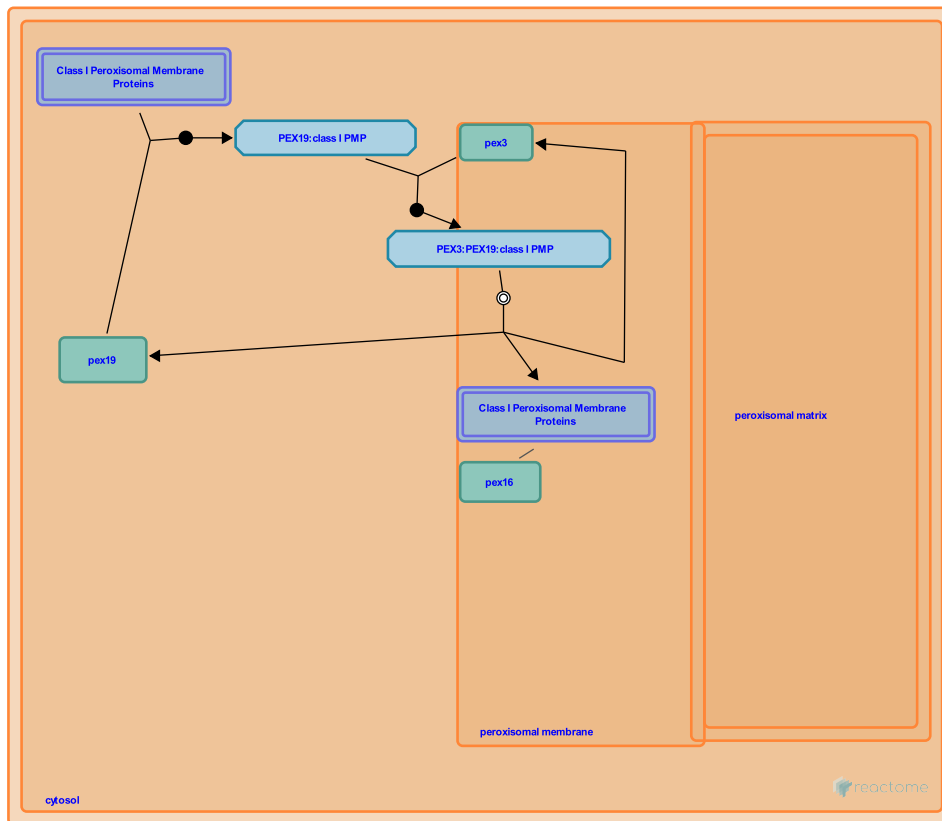 Class I Peroxisomal Membrane
Proteins
PEX19:class I PMP
pex3
PEX3:PEX19:class I PMP
pex19
Class I Peroxisomal Membrane
Proteins
peroxisomal matrix
pex16
peroxisomal membrane
reactome
cytosol